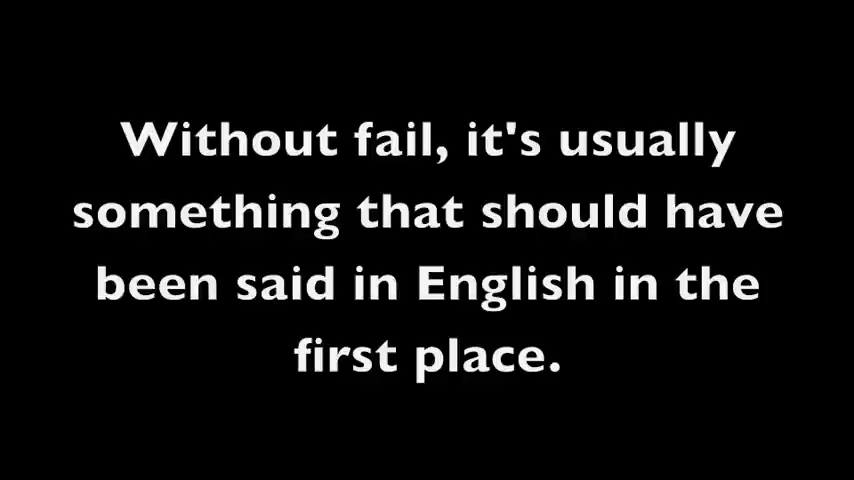 Without fail, it's usually
something that should have
been said in English in the
first place.